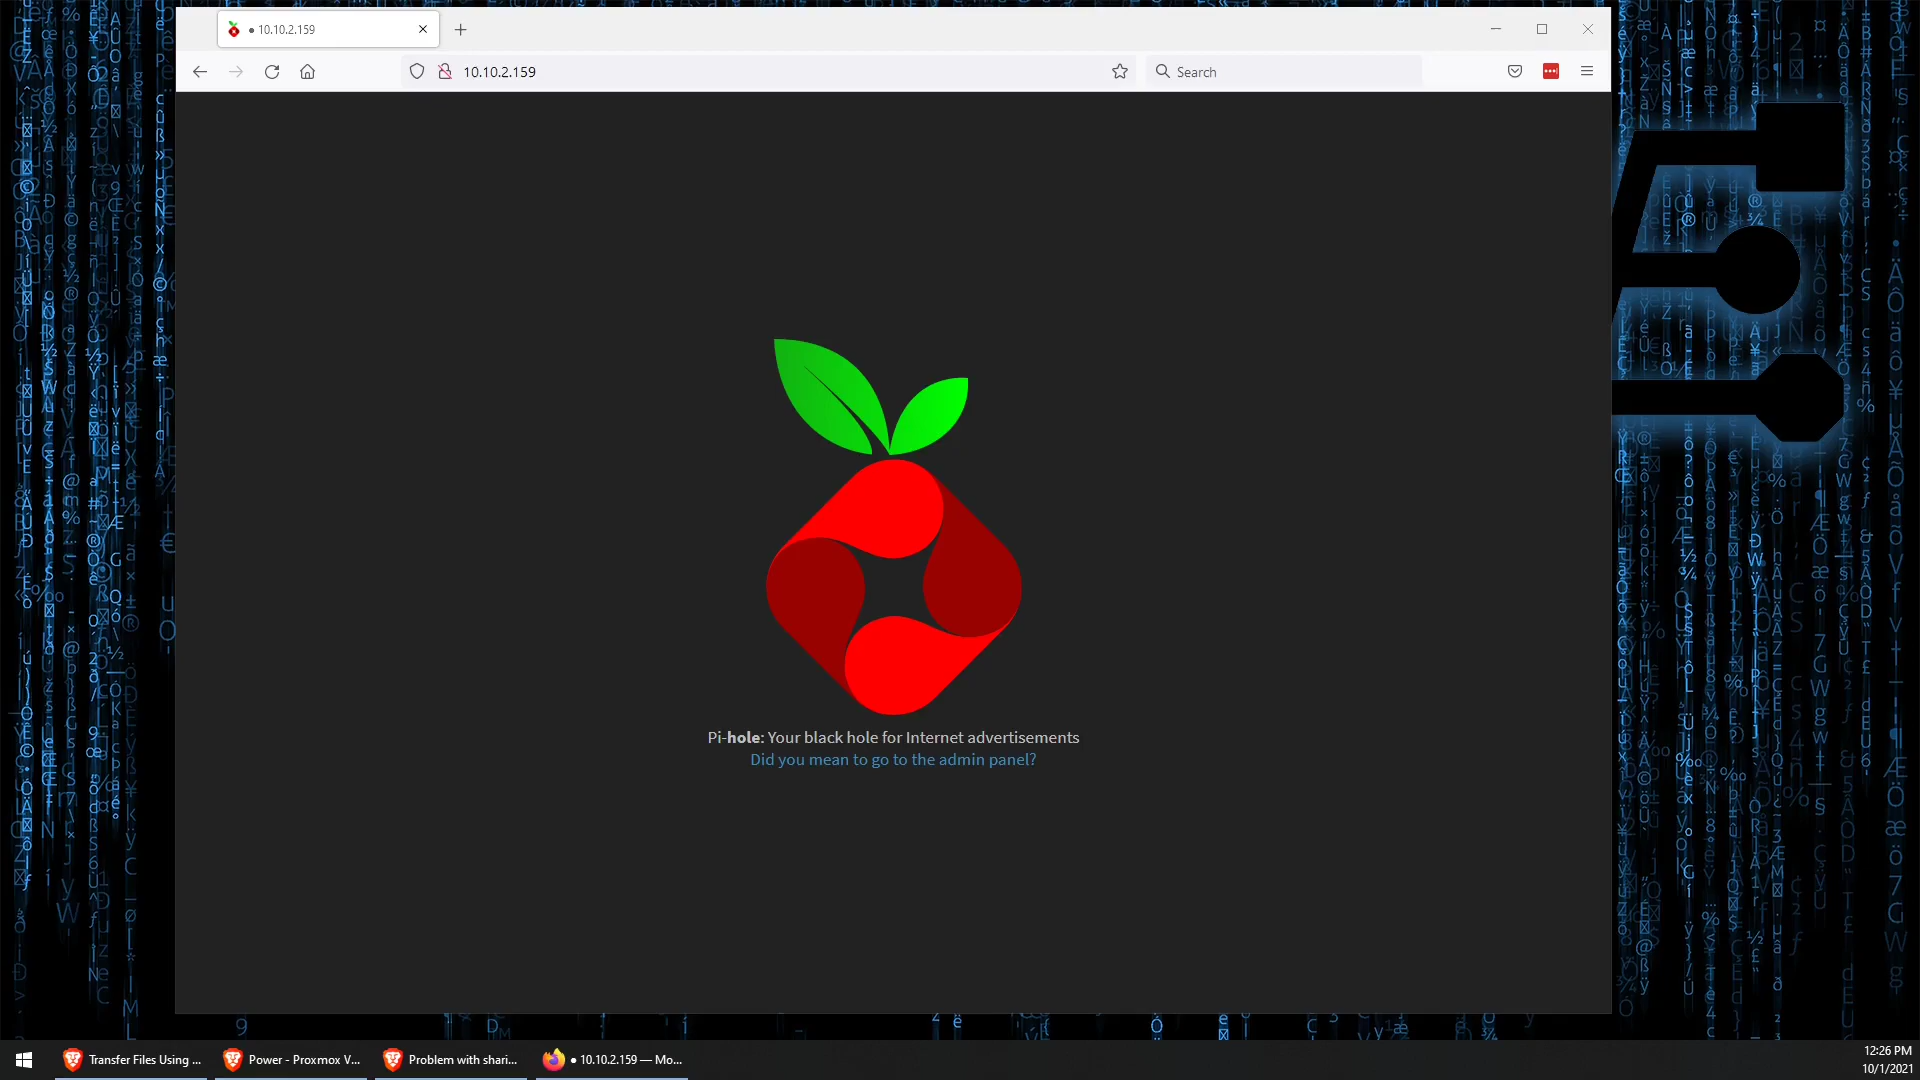 ● 10.10.2.159
10.10.2.159
Search
Pi-hole: Your black hole for Internet advertisements
Did you mean to go to the admin panel?
Transfer Files Using ...
Power - Proxmox V...
Problem with shari...
● 10.10.2.159 — Mo...
12:26 PM
10/1/2021